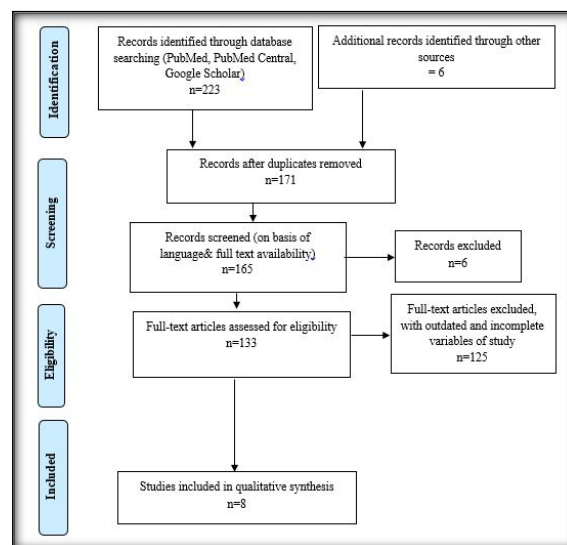 Identification
Records identified through database
searching (PubMed, PubMed Central,
Google Scholar)
n=223
Additional records identified through other
sources
= 6
Records after duplicates removed
n=171
Screening
Records screened (on basis of
language& full text availability)
n=165
Records excluded
n=6
Eligibility
Full-text articles assessed for eligibility
n=133
Full-text articles excluded,
with outdated and incomplete
variables of study
n=125
Included
Studies included in qualitative synthesis
n=8